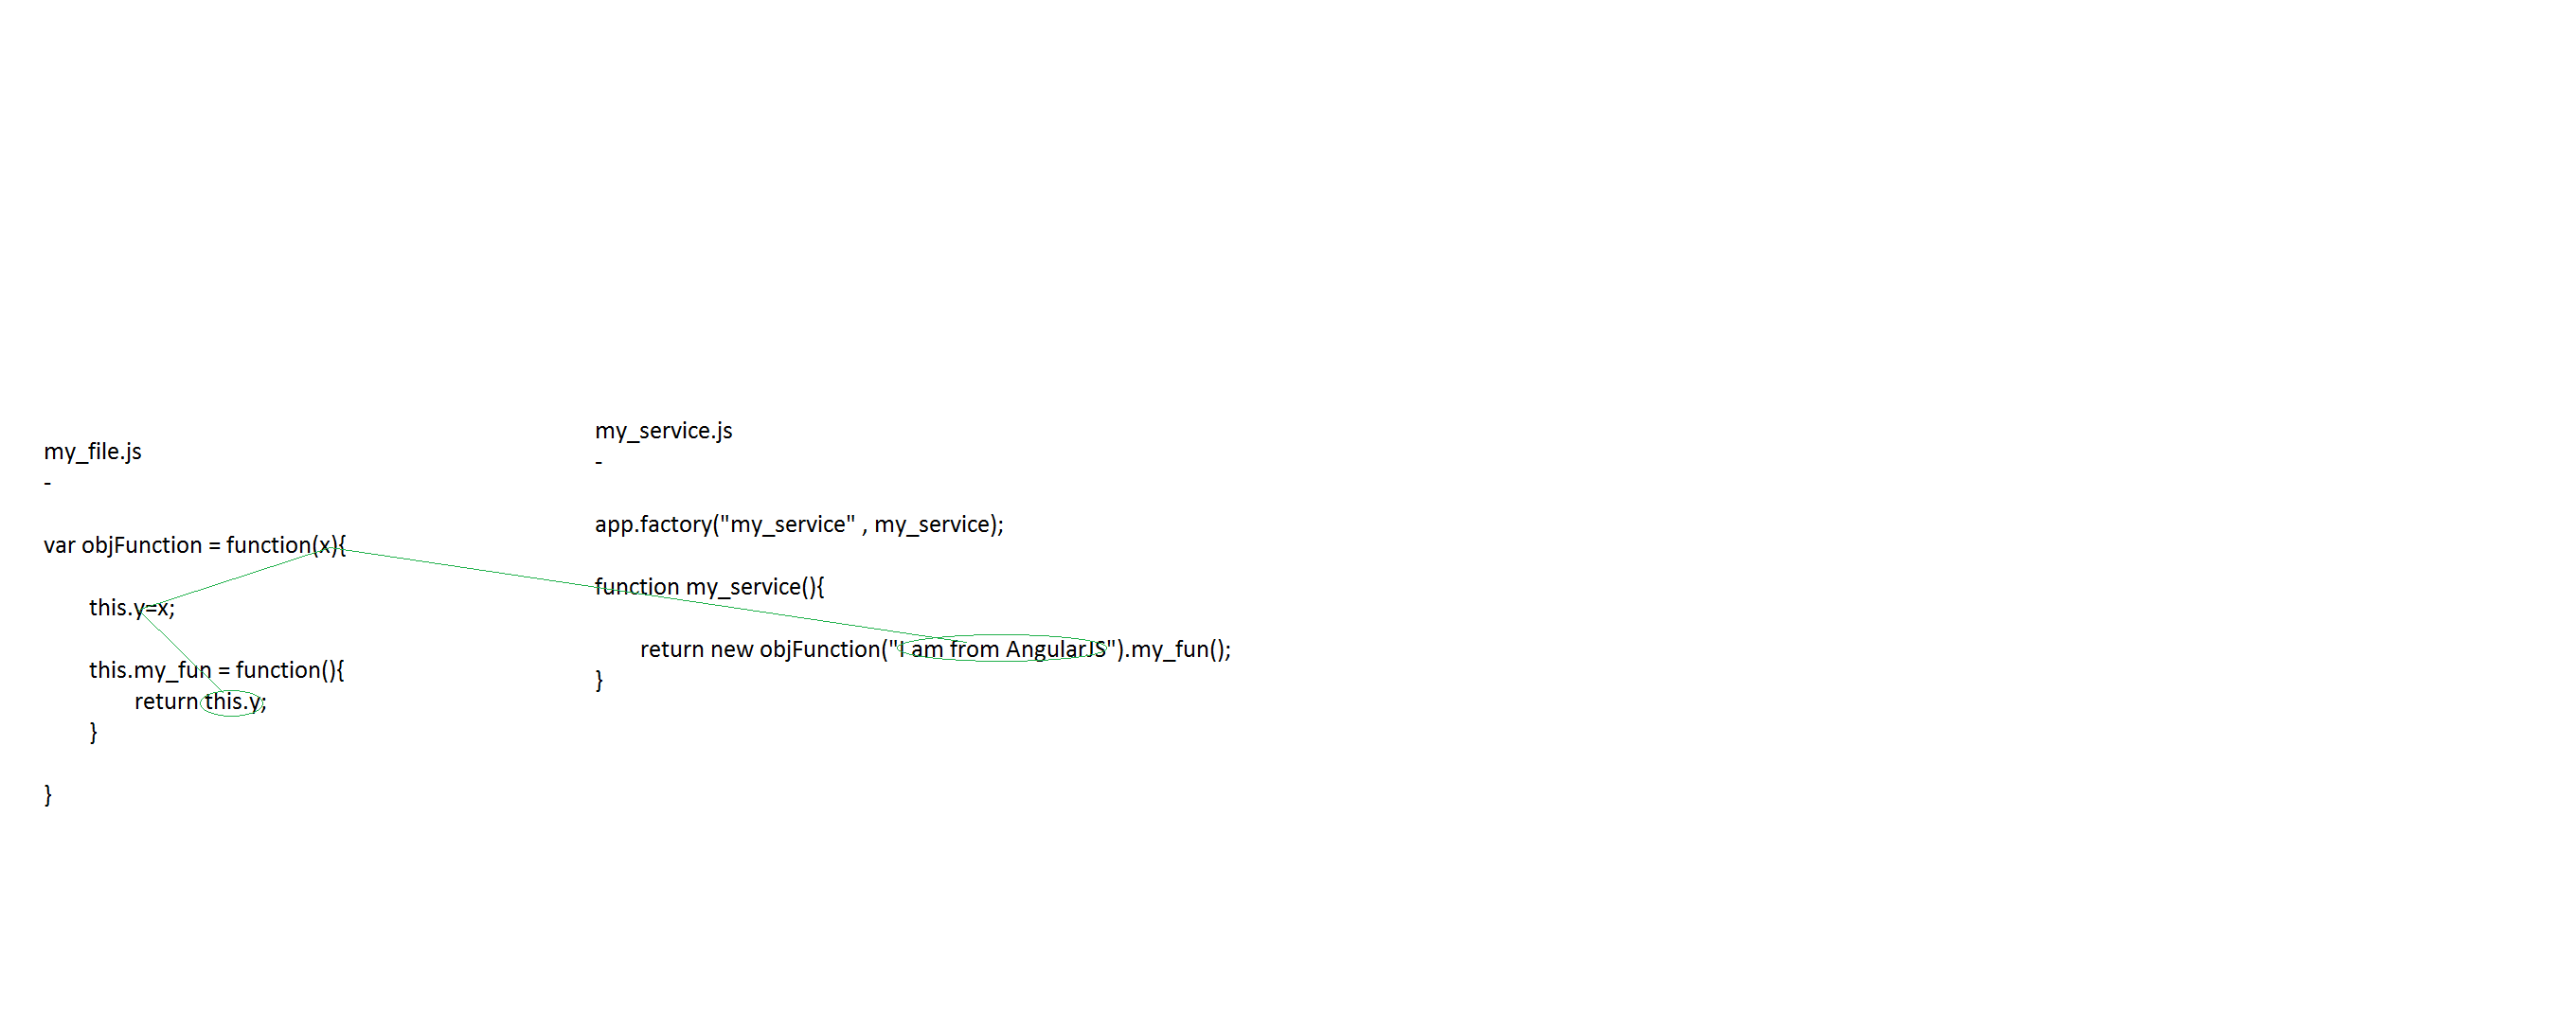 my_file.js
-
var objFunction = function(x){
this.y=x;
this.my_fun = function(){
return this.y;
}
}
my_service.js
-
app.factory("my_service" , my_service);
function my_service(){
return new objFunction("I am from AngularJS").my_fun();
}